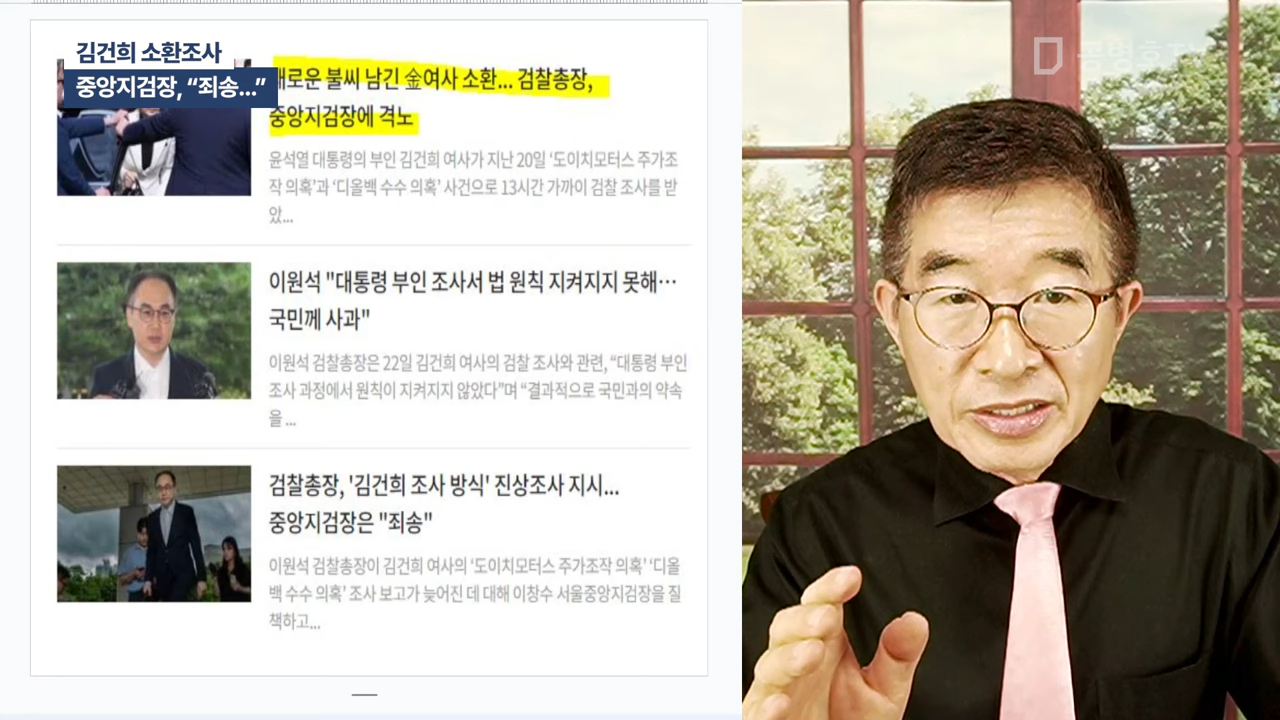 김건희 소환조사
중앙지검장, “죄송...”
새로운 불씨 남긴 金여사 소환... 검찰총장,
중앙지검장에 격노
윤석열 대통령의 부인 김건희 여사가 지난 20일 ‘도이치모터스 주가조
작 의혹’과 ‘디올백 수수 의혹’ 사건으로 13시간 가까이 검찰 조사를 받
았...
이원석 "대통령 부인 조사서 법 원칙 지켜지지 못해…
국민께 사과"
이원석 검찰총장은 22일 김건희 여사의 검찰 조사와 관련, “대통령 부인
조사 과정에서 원칙이 지켜지지 않았다”며 “결과적으로 국민과의 약속
을 ...
검찰총장, '김건희 조사 방식' 진상조사 지시...
중앙지검장은 "죄송"
이원석 검찰총장이 김건희 여사의 ‘도이치모터스 주가조작 의혹’ ‘디올
백 수수 의혹’ 조사 보고가 늦어진 데 대해 이창수 서울중앙지검장을 질
책하고...